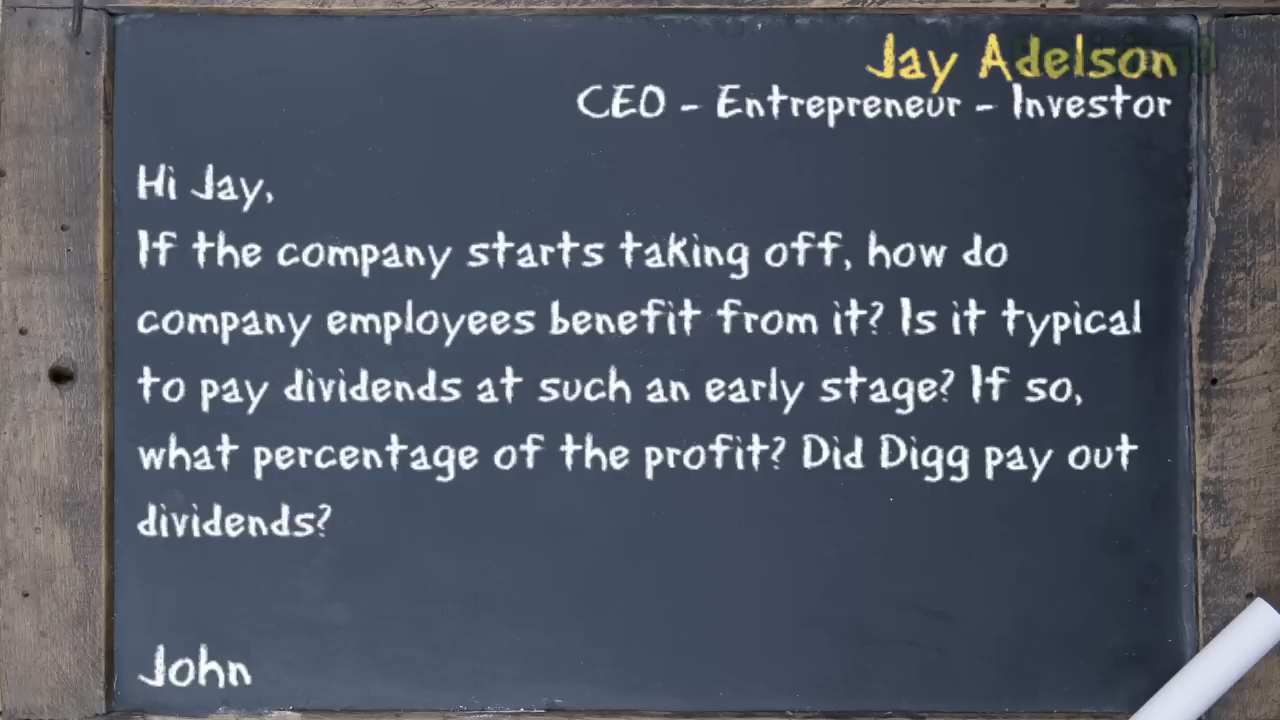 Jay Adelson
CEO - Entrepreneur - Investor
Hi Jay,
If the company starts taking off, how do
company employees benefit from it? Is it typical
to pay dividends at such an early stage? If so,
what percentage of the profit? Did Digg pay out
dividends?
John